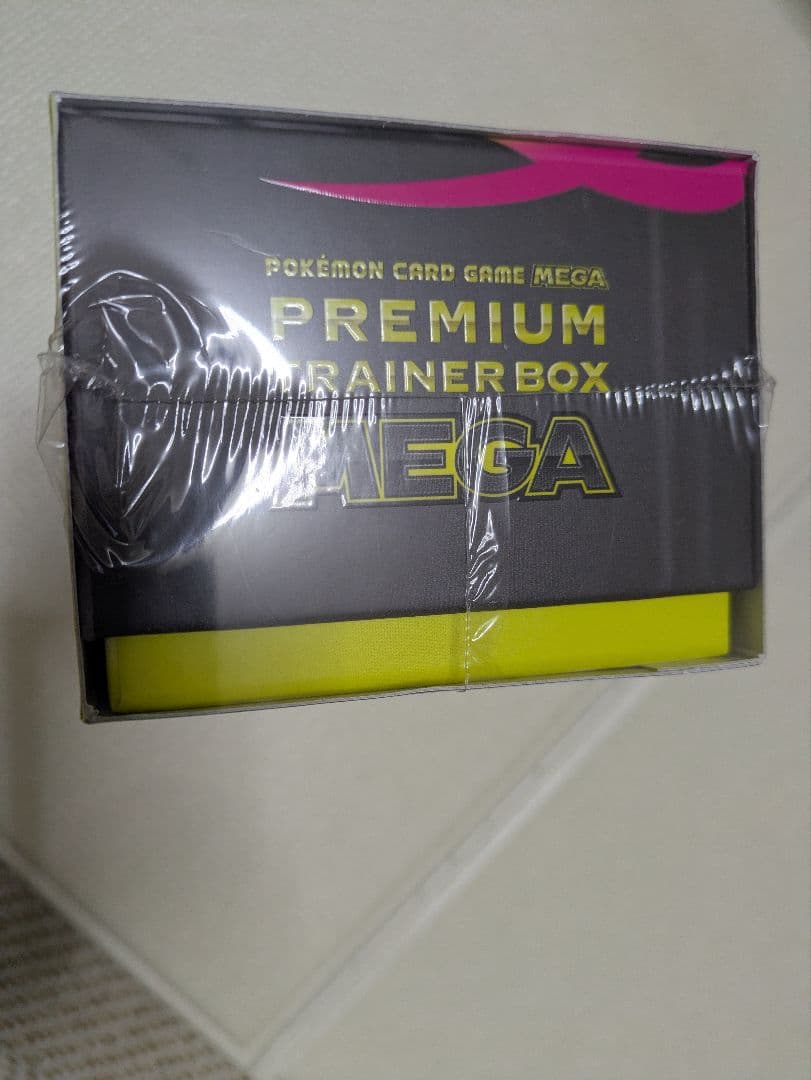 POKÉMON CARD GAME MEGA
PREMIUM
TRAINER BOX
MEGA